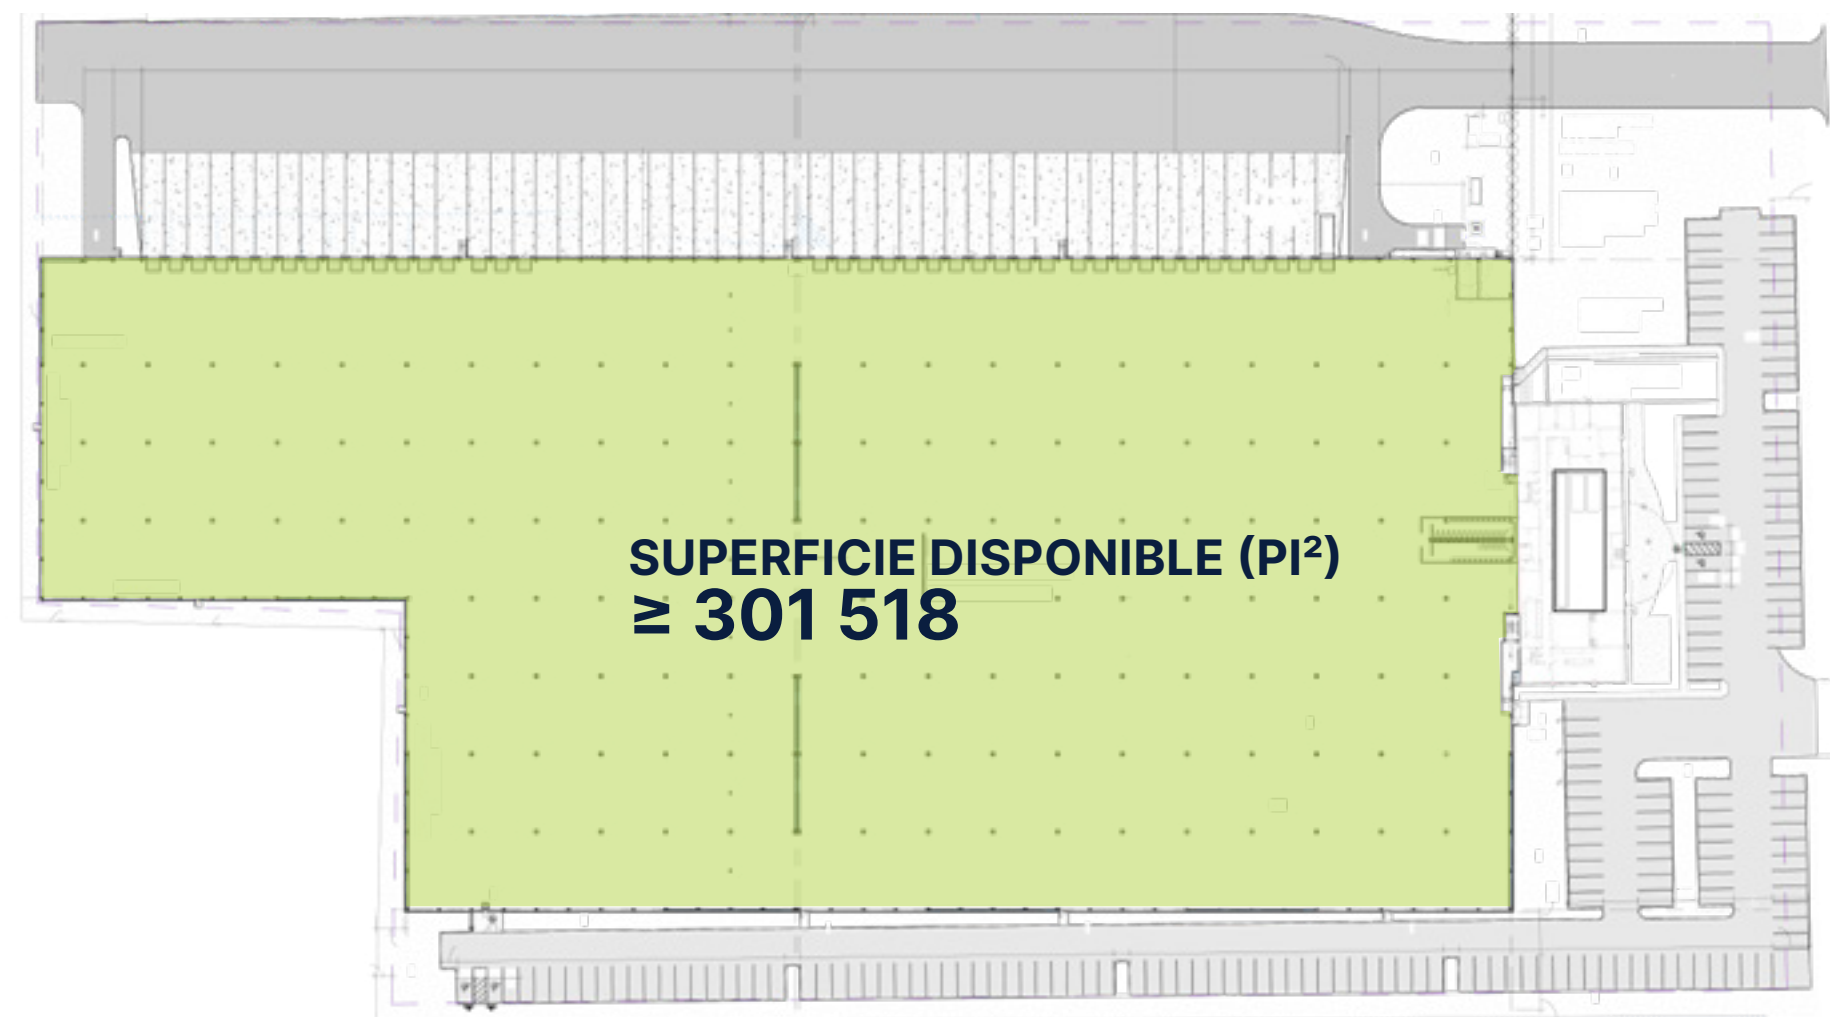 SUPERFICIE DISPONIBLE (PI²)
≥ 301 518